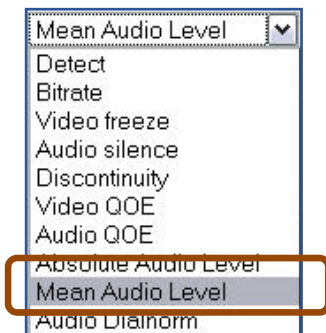 Mean Audio Level
Detect
Bitrate
Video freeze
Audio silence
Discontinuity
Video QOE
Audio QOE
Absolute Audio Level
Mean Audio Level
Audio Dialnorm